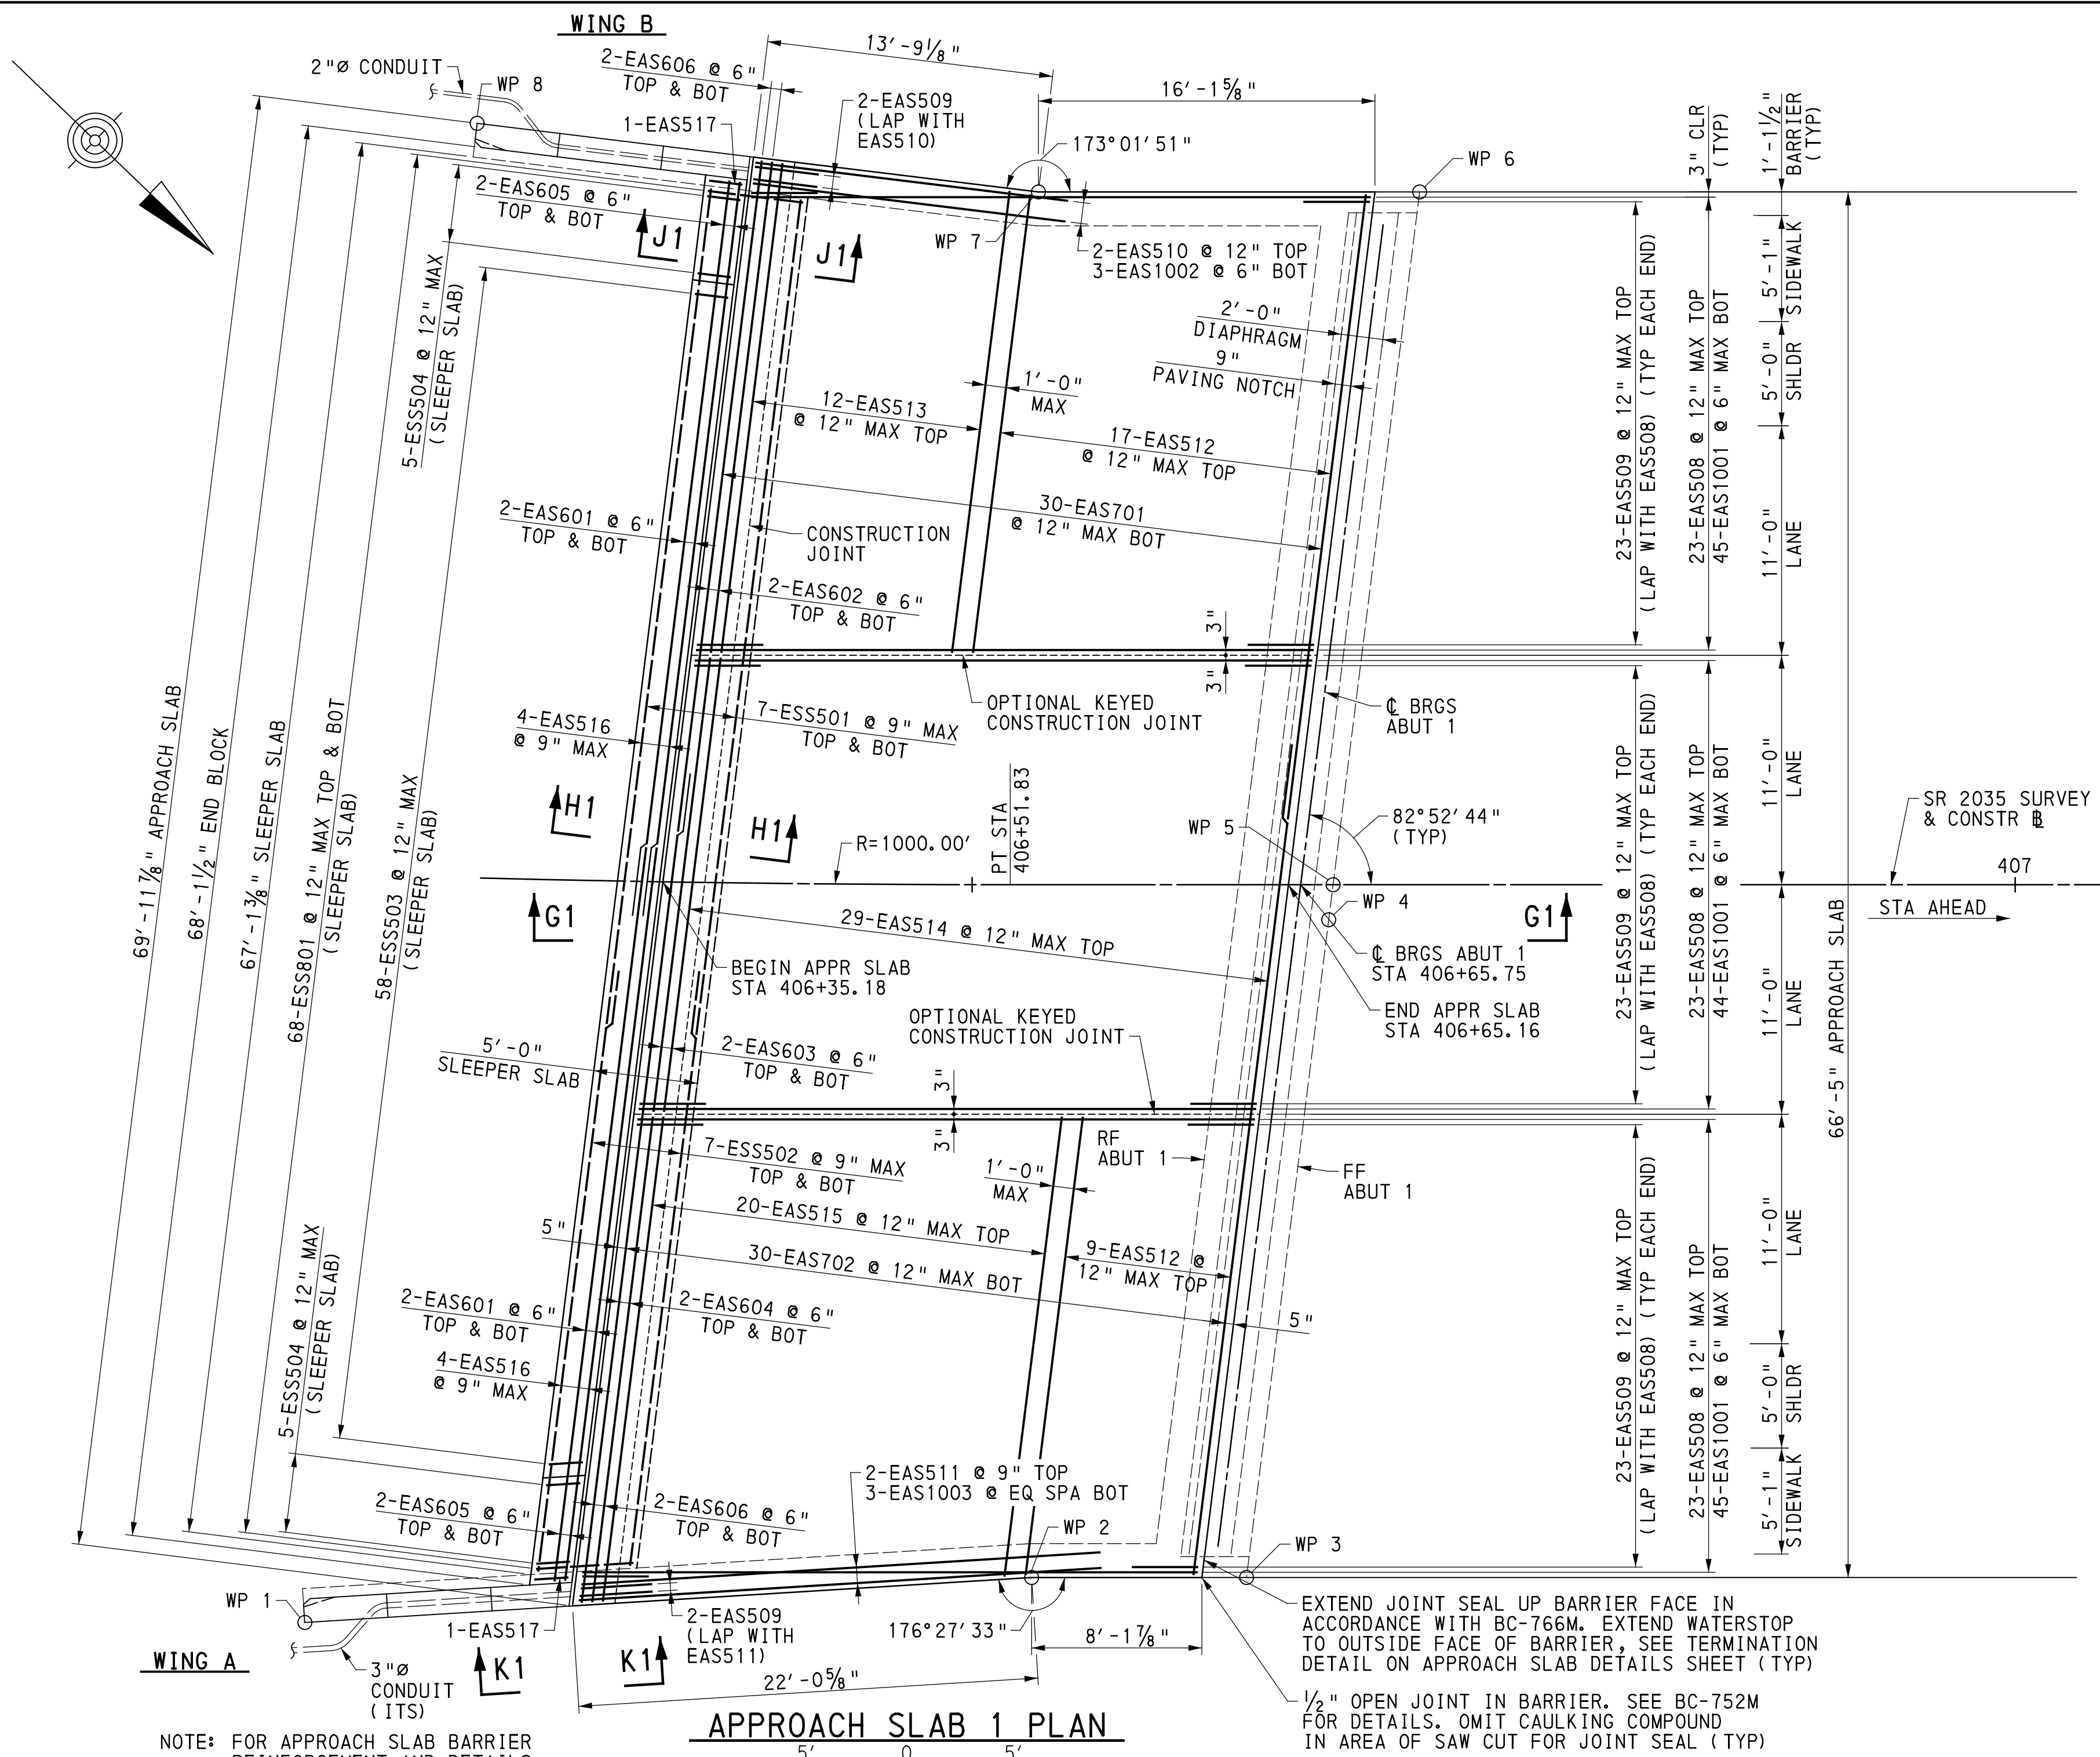 WING B
2"Ø CONDUIT
WP 8
2-EAS606 @ 6"
TOP & BOT
13'-9⅛"
1-EAS517
2-EAS509
(LAP WITH
EAS510)
16'-1⅝"
173°01'51"
WP 6
3" CLR
(TYP)
1'-1½"
BARRIER
(TYP)
2-EAS605 @ 6"
TOP & BOT
J1
J1
WP 7
2-EAS510 @ 12" TOP
3-EAS1002 @ 6" BOT
5-ESS504 @ 12" MAX
(SLEEPER SLAB)
2'-0"
DIAPHRAGM
9"
PAVING NOTCH
1'-0"
MAX
12-EAS513
@ 12" MAX TOP
17-EAS512
@ 12" MAX TOP
30-EAS701
@ 12" MAX BOT
2-EAS601 @ 6"
TOP & BOT
CONSTRUCTION
JOINT
2-EAS602 @ 6"
TOP & BOT
3"
3"
OPTIONAL KEYED
CONSTRUCTION JOINT
23-EAS509 @ 12" MAX TOP
(LAP WITH EAS508) (TYP EACH END)
23-EAS508 @ 12" MAX TOP
45-EAS1001 @ 6" MAX BOT
5'-1"
SIDEWALK
5'-0"
SHLDR
11'-0"
LANE
℄ BRGS
ABUT 1
69'-11⅞" APPROACH SLAB
68'-1½" END BLOCK
67'-1⅜" SLEEPER SLAB
68-ESS801 @ 12" MAX TOP & BOT
(SLEEPER SLAB)
58-ESS503 @ 12" MAX
(SLEEPER SLAB)
4-EAS516
@ 9" MAX
7-ESS501 @ 9" MAX
TOP & BOT
H1
H1
R=1000.00'
PT STA
406+51.83
WP 5
82°52'44"
(TYP)
WP 4
23-EAS509 @ 12" MAX TOP
(LAP WITH EAS508) (TYP EACH END)
23-EAS508 @ 12" MAX TOP
44-EAS1001 @ 6" MAX BOT
11'-0"
LANE
11'-0"
LANE
SR 2035 SURVEY
& CONSTR B̵L
407
STA AHEAD
66'-5" APPROACH SLAB
G1
G1
29-EAS514 @ 12" MAX TOP
BEGIN APPR SLAB
STA 406+35.18
℄ BRGS ABUT 1
STA 406+65.75
END APPR SLAB
STA 406+65.16
OPTIONAL KEYED
CONSTRUCTION JOINT
5'-0"
SLEEPER SLAB
2-EAS603 @ 6"
TOP & BOT
3"
3"
RF
ABUT 1
FF
ABUT 1
7-ESS502 @ 9" MAX
TOP & BOT
1'-0"
MAX
20-EAS515 @ 12" MAX TOP
5"
30-EAS702 @ 12" MAX BOT
9-EAS512 @
12" MAX TOP
5"
2-EAS601 @ 6"
TOP & BOT
2-EAS604 @ 6"
TOP & BOT
4-EAS516
@ 9" MAX
5-ESS504 @ 12" MAX
(SLEEPER SLAB)
23-EAS509 @ 12" MAX TOP
(LAP WITH EAS508) (TYP EACH END)
23-EAS508 @ 12" MAX TOP
45-EAS1001 @ 6" MAX BOT
11'-0"
LANE
5'-0"
SHLDR
5'-1"
SIDEWALK
2-EAS511 @ 9" TOP
3-EAS1003 @ EQ SPA BOT
2-EAS605 @ 6"
TOP & BOT
2-EAS606 @ 6"
TOP & BOT
WP 2
WP 3
WP 1
1-EAS517
2-EAS509
(LAP WITH
EAS511)
176°27'33"
8'-1⅞"
22'-0⅝"
WING A
3"Ø
CONDUIT
(ITS)
K1
K1
EXTEND JOINT SEAL UP BARRIER FACE IN
ACCORDANCE WITH BC-766M. EXTEND WATERSTOP
TO OUTSIDE FACE OF BARRIER, SEE TERMINATION
DETAIL ON APPROACH SLAB DETAILS SHEET (TYP)
½" OPEN JOINT IN BARRIER. SEE BC-752M
FOR DETAILS. OMIT CAULKING COMPOUND
IN AREA OF SAW CUT FOR JOINT SEAL (TYP)
APPROACH SLAB 1 PLAN
5' 0 5'
NOTE: FOR APPROACH SLAB BARRIER
REINFORCEMENT AND DETAILS